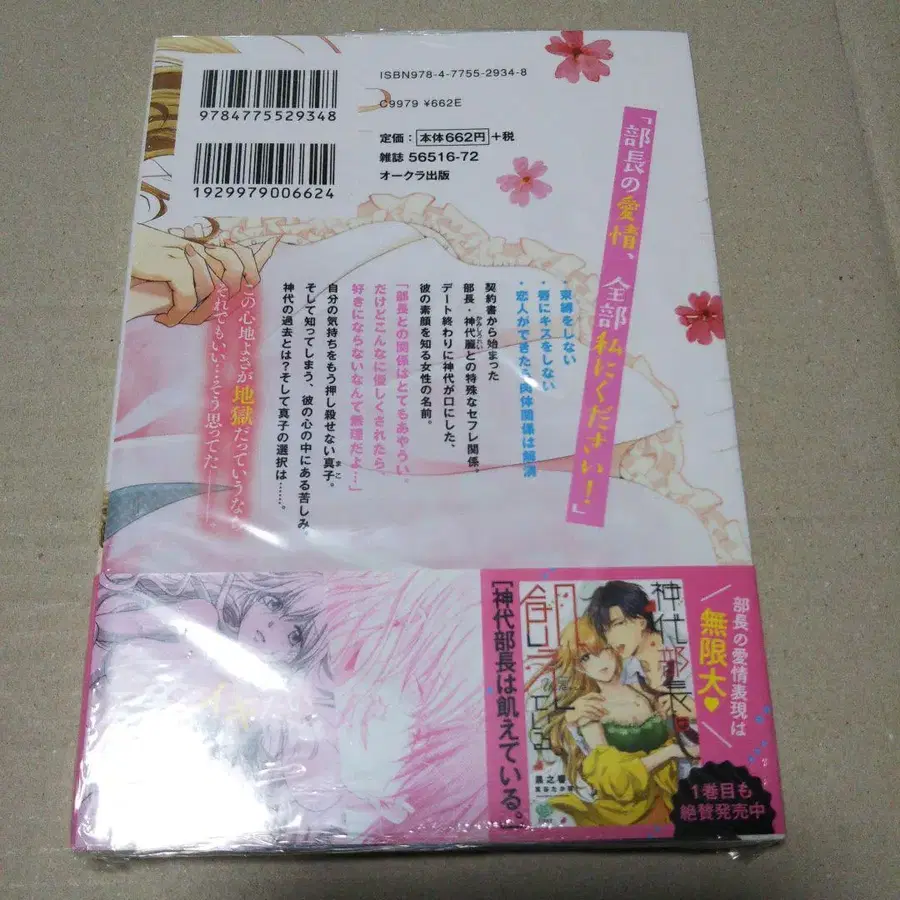 ISBN978-4-7755-2934-8
C9979 ¥662E
9784775529348
1929979006624
定価:本体662円+税
雑誌 56516-72
オークラ出版
「部長の愛情、全部私にください!」
・束縛をしない
・唇にキスをしない
・恋人ができたら肉体関係は解消
契約書から始まった
部長・神代朧との特殊なセフレ関係。
デート終わりに神代が口にした、
彼の素顔を知る女性の名前。
「部長との関係はとてもあやうい。
だけどこんなに優しくされたら、
好きにならないなんて無理だよ…」
自分の気持ちをもう押し殺せない真子。
まこ
そして知ってしまう、彼の心の中にある苦しみ。
神代の過去とは?そして真子の選択は……。
この心地よさが地獄だっていうなら
それでもいい…そう思ってた――。
部長の愛情表現は
無限大♥
1巻目も
絶賛発売中
神代部長は
飢えている。
[神代部長は飢えている。]